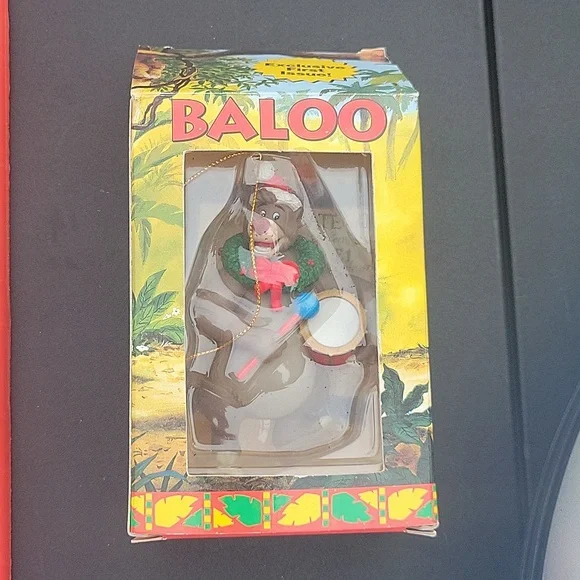 Exclusive
First
Issue!
BALOO